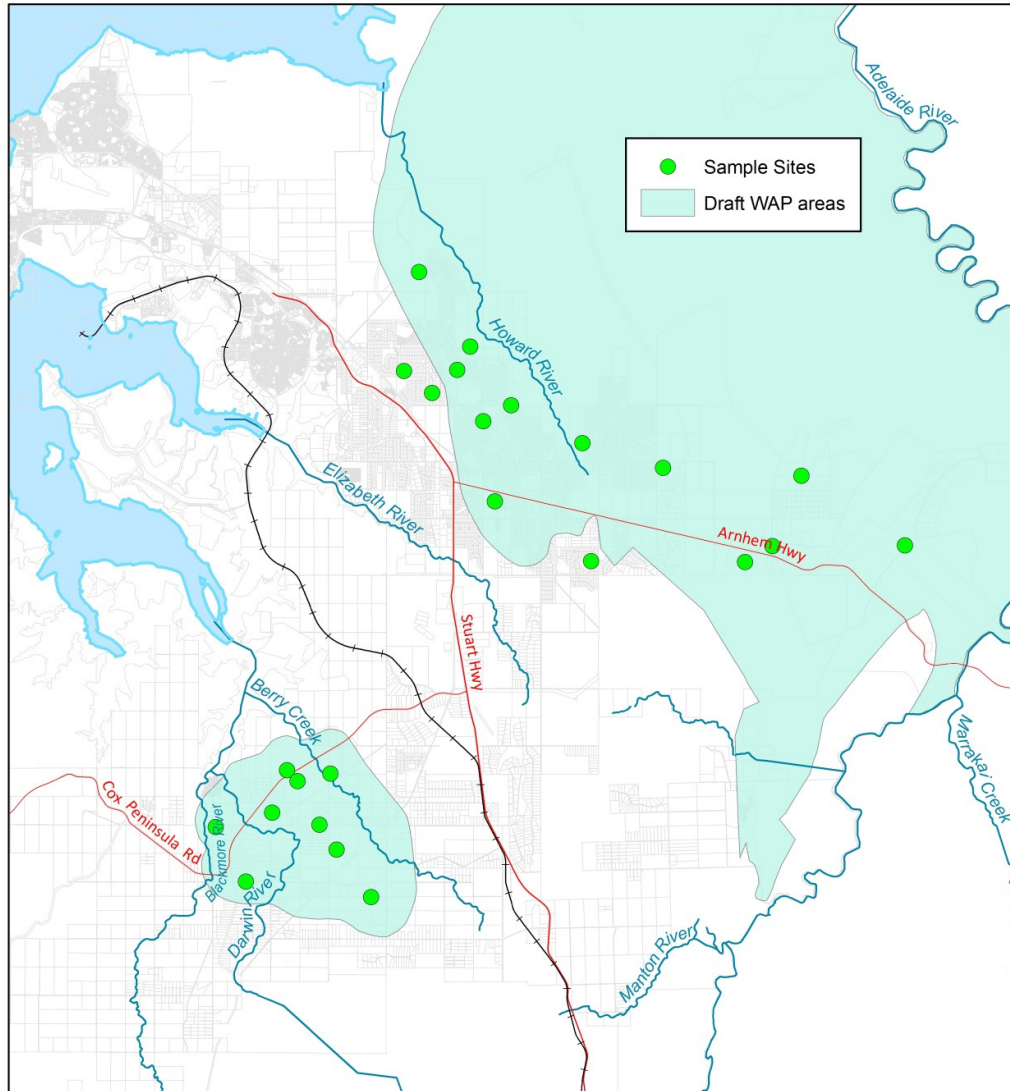 Adelaide River
Sample Sites
Draft WAP areas
Howard River
Elizabeth River
Arnhem Hwy
Stuart Hwy
Berry Creek
Marrakai Creek
Cox Peninsula Rd
Blackmore River
Darwin River
Manton River